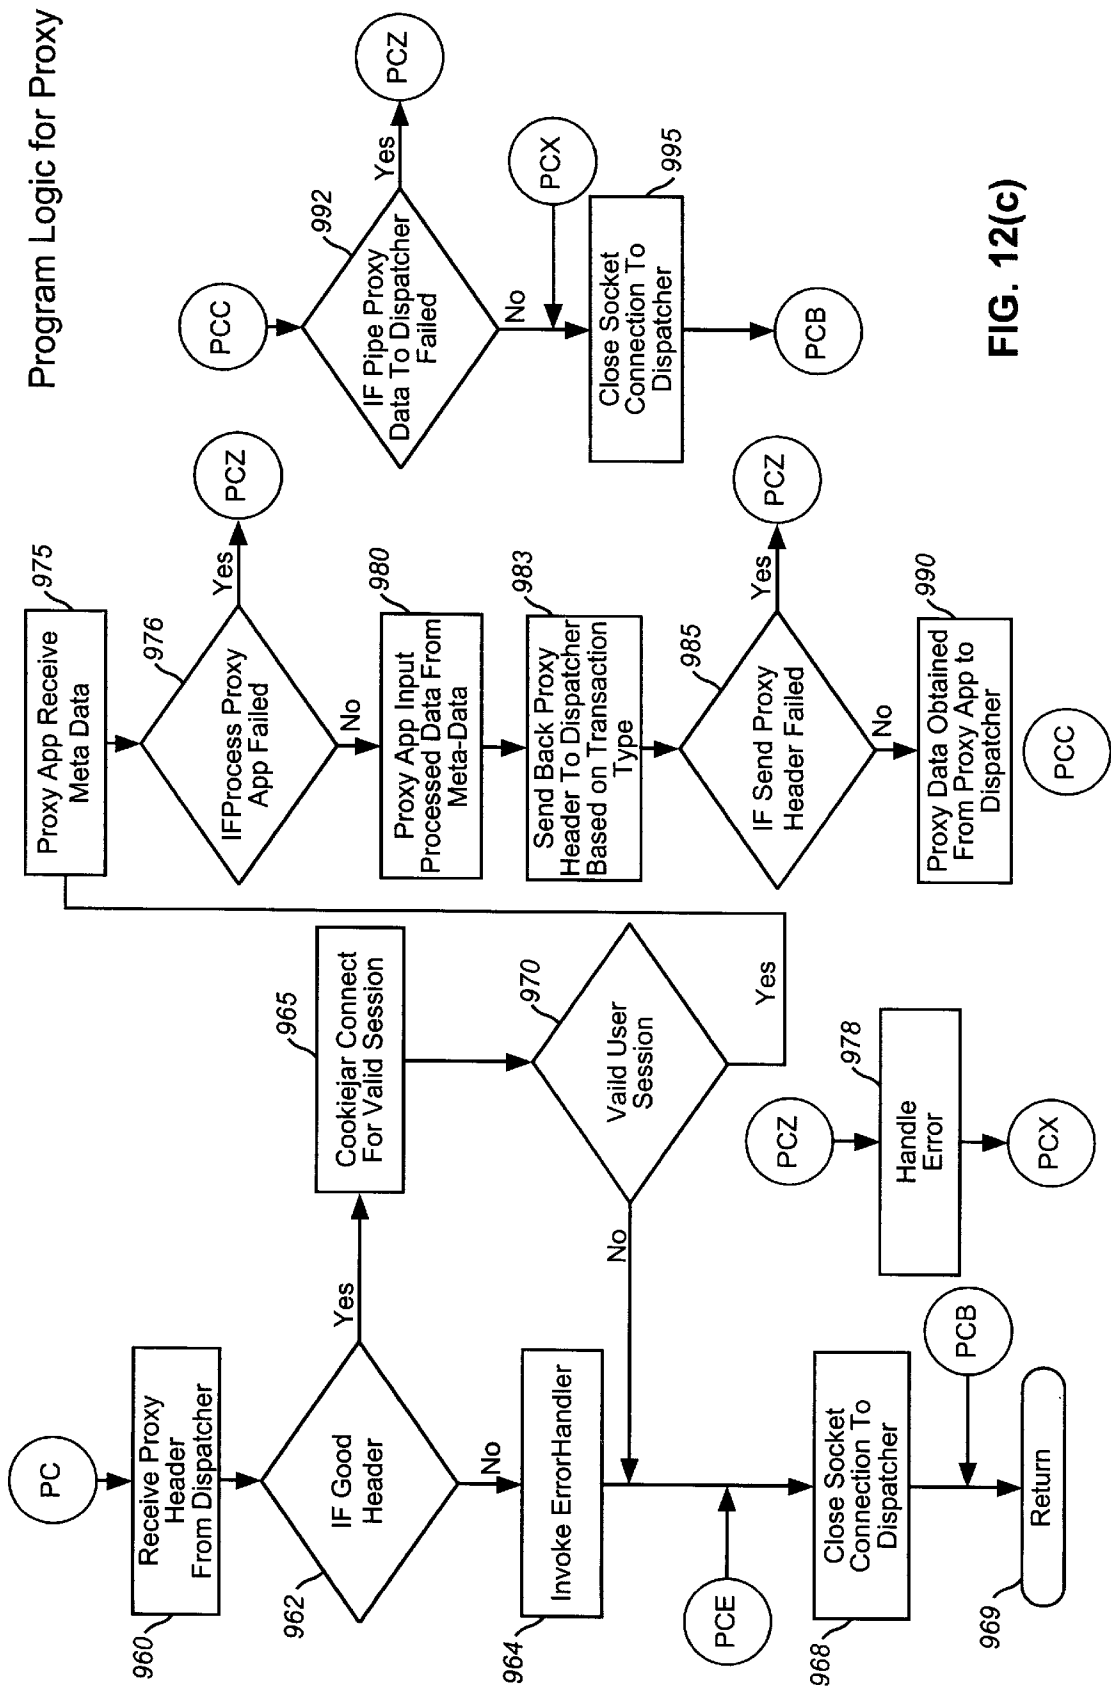 Program Logic for Proxy
PC
Receive Proxy
Header
From Dispatcher
960
IF Good
Header
962
Yes
No
Invoke ErrorHandler
964
PCE
Close Socket
Connection To
Dispatcher
968
PCB
Return
969
Cookiejar Connect
For Valid Session
965
Vaild User
Session
970
No
Yes
PCZ
Handle
Error
978
PCX
Proxy App Receive
Meta Data
975
IFProcess Proxy
App Failed
976
Yes
PCZ
No
Proxy App Input
Processed Data From
Meta-Data
980
Send Back Proxy
Header To Dispatcher
Based on Transaction
Type
983
IF Send Proxy
Header Failed
985
Yes
PCZ
No
Proxy Data Obtained
From Proxy App to
Dispatcher
990
PCC
PCC
IF Pipe Proxy
Data To Dispatcher
Failed
992
Yes
PCZ
No
PCX
Close Socket
Connection To
Dispatcher
995
PCB
FIG. 12(c)